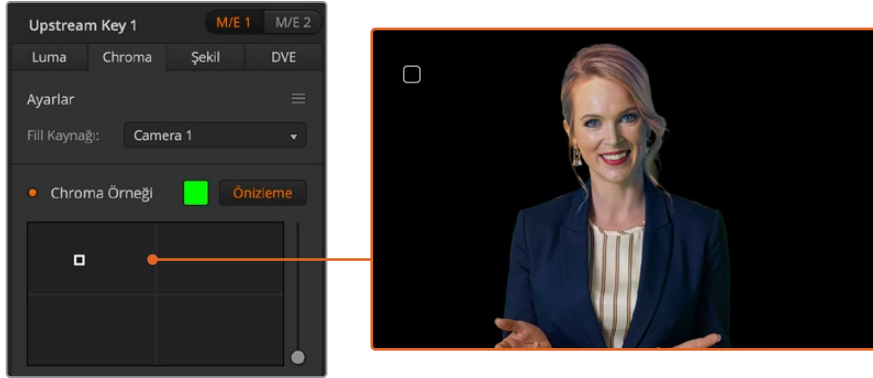 Upstream Key 1 M/E 1 M/E 2
Luma Chroma Şekil DVE
Ayarlar
Fill Kaynağı: Camera 1
Chroma Örneği Önizleme